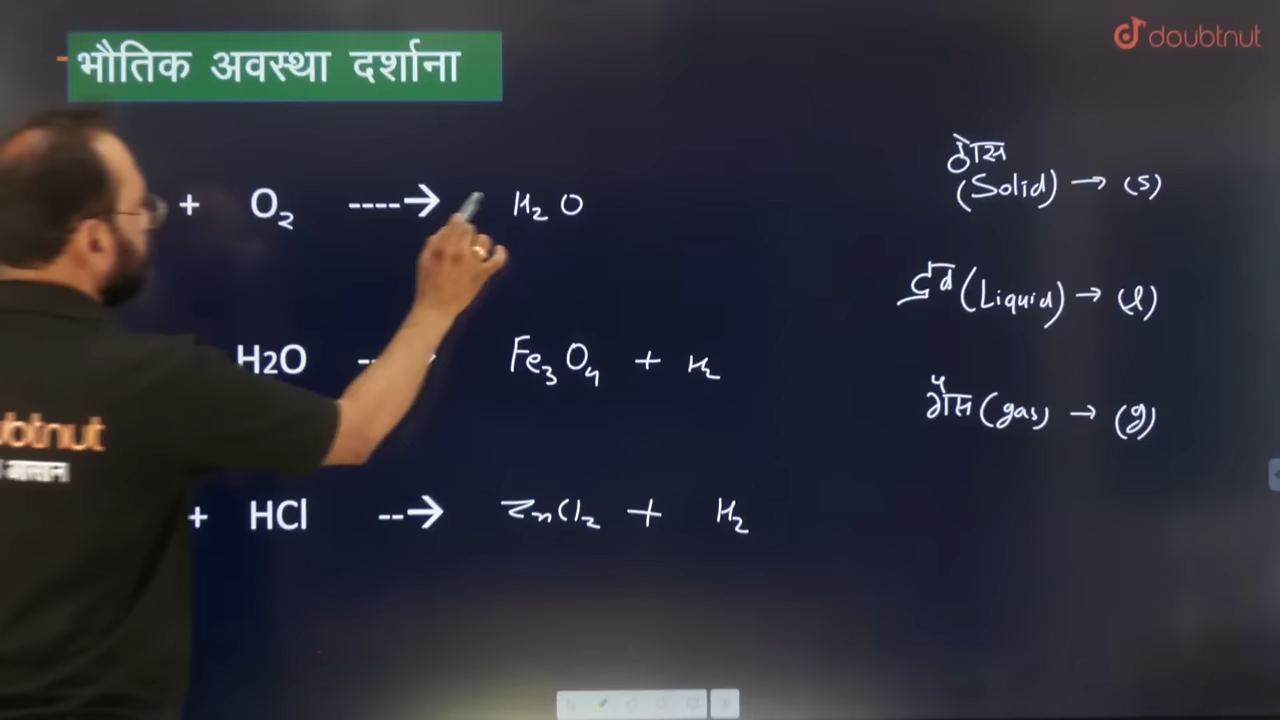 भौतिक अवस्था दर्शाना
doubtnut
+ O2 ----→ H2O
H2O Fe3O4 + H2
+ HCl --→ ZnCl2 + H2
ठोस
(Solid) → (s)
द्रव (Liquid) → (l)
गैस (gas) → (g)
ubtnut